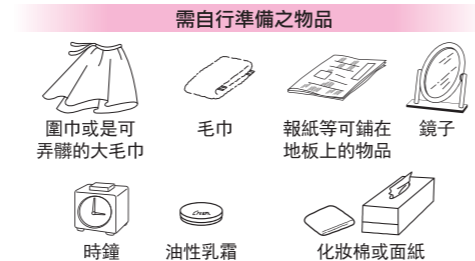 需自行準備之物品
圍巾或是可
弄髒的大毛巾
毛巾
報紙等可鋪在
地板上的物品
鏡子
時鐘
Cream
油性乳霜
化妝棉或面紙